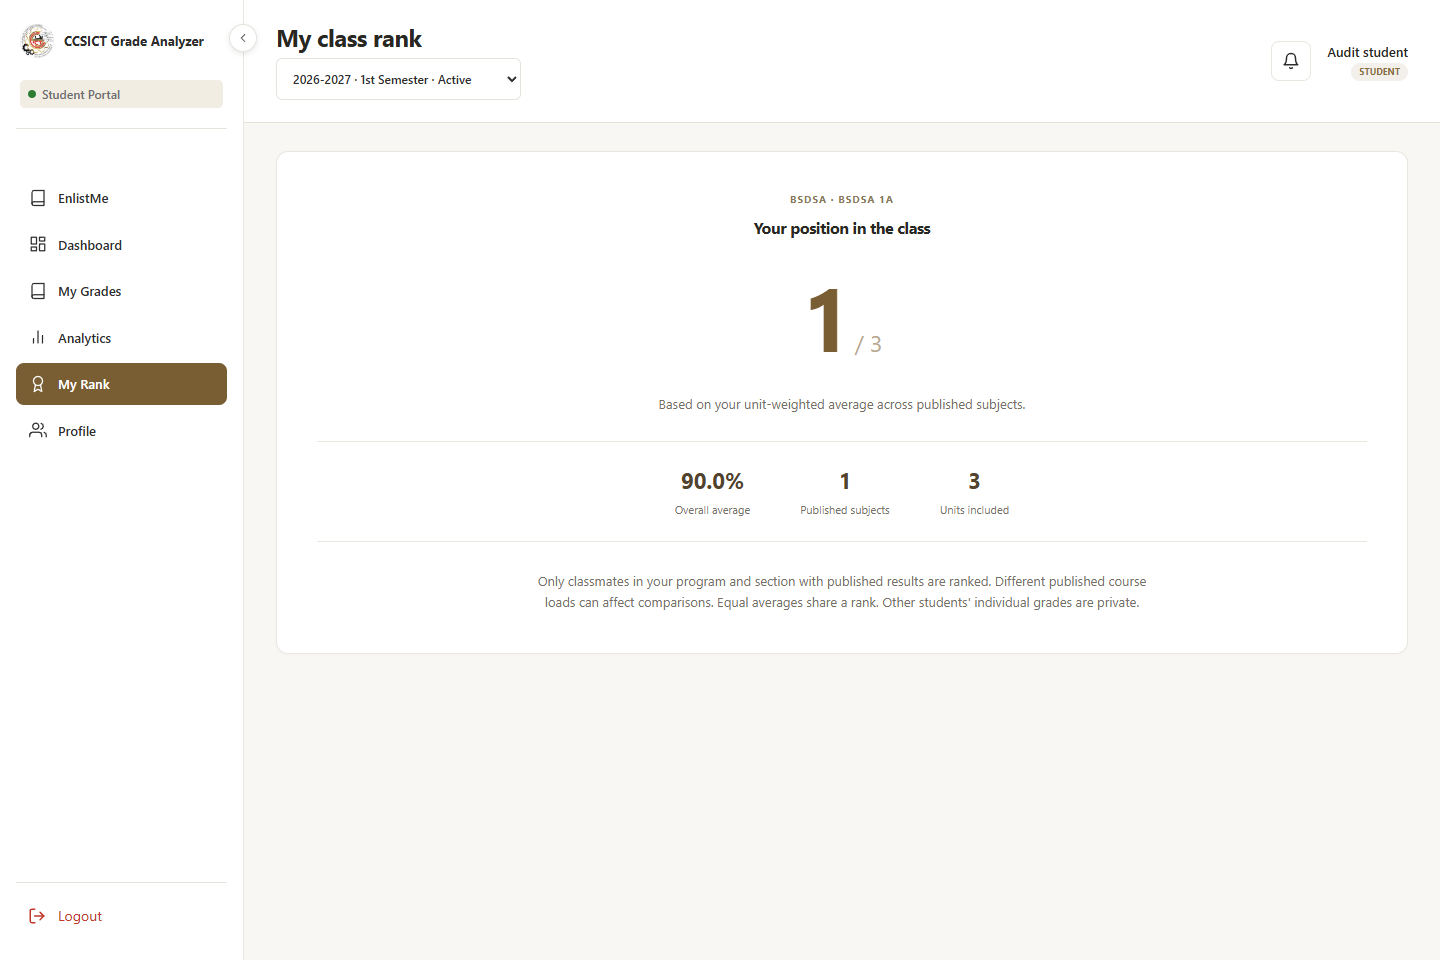 CCSICT Grade Analyzer
Student Portal
EnlistMe
Dashboard
My Grades
Analytics
My Rank
Profile
Logout
My class rank
2026-2027 · 1st Semester · Active
Audit student
STUDENT
BSDSA · BSDSA 1A
Your position in the class
1 / 3
Based on your unit-weighted average across published subjects.
90.0% 1 3
Overall average Published subjects Units included
Only classmates in your program and section with published results are ranked. Different published course
loads can affect comparisons. Equal averages share a rank. Other students' individual grades are private.